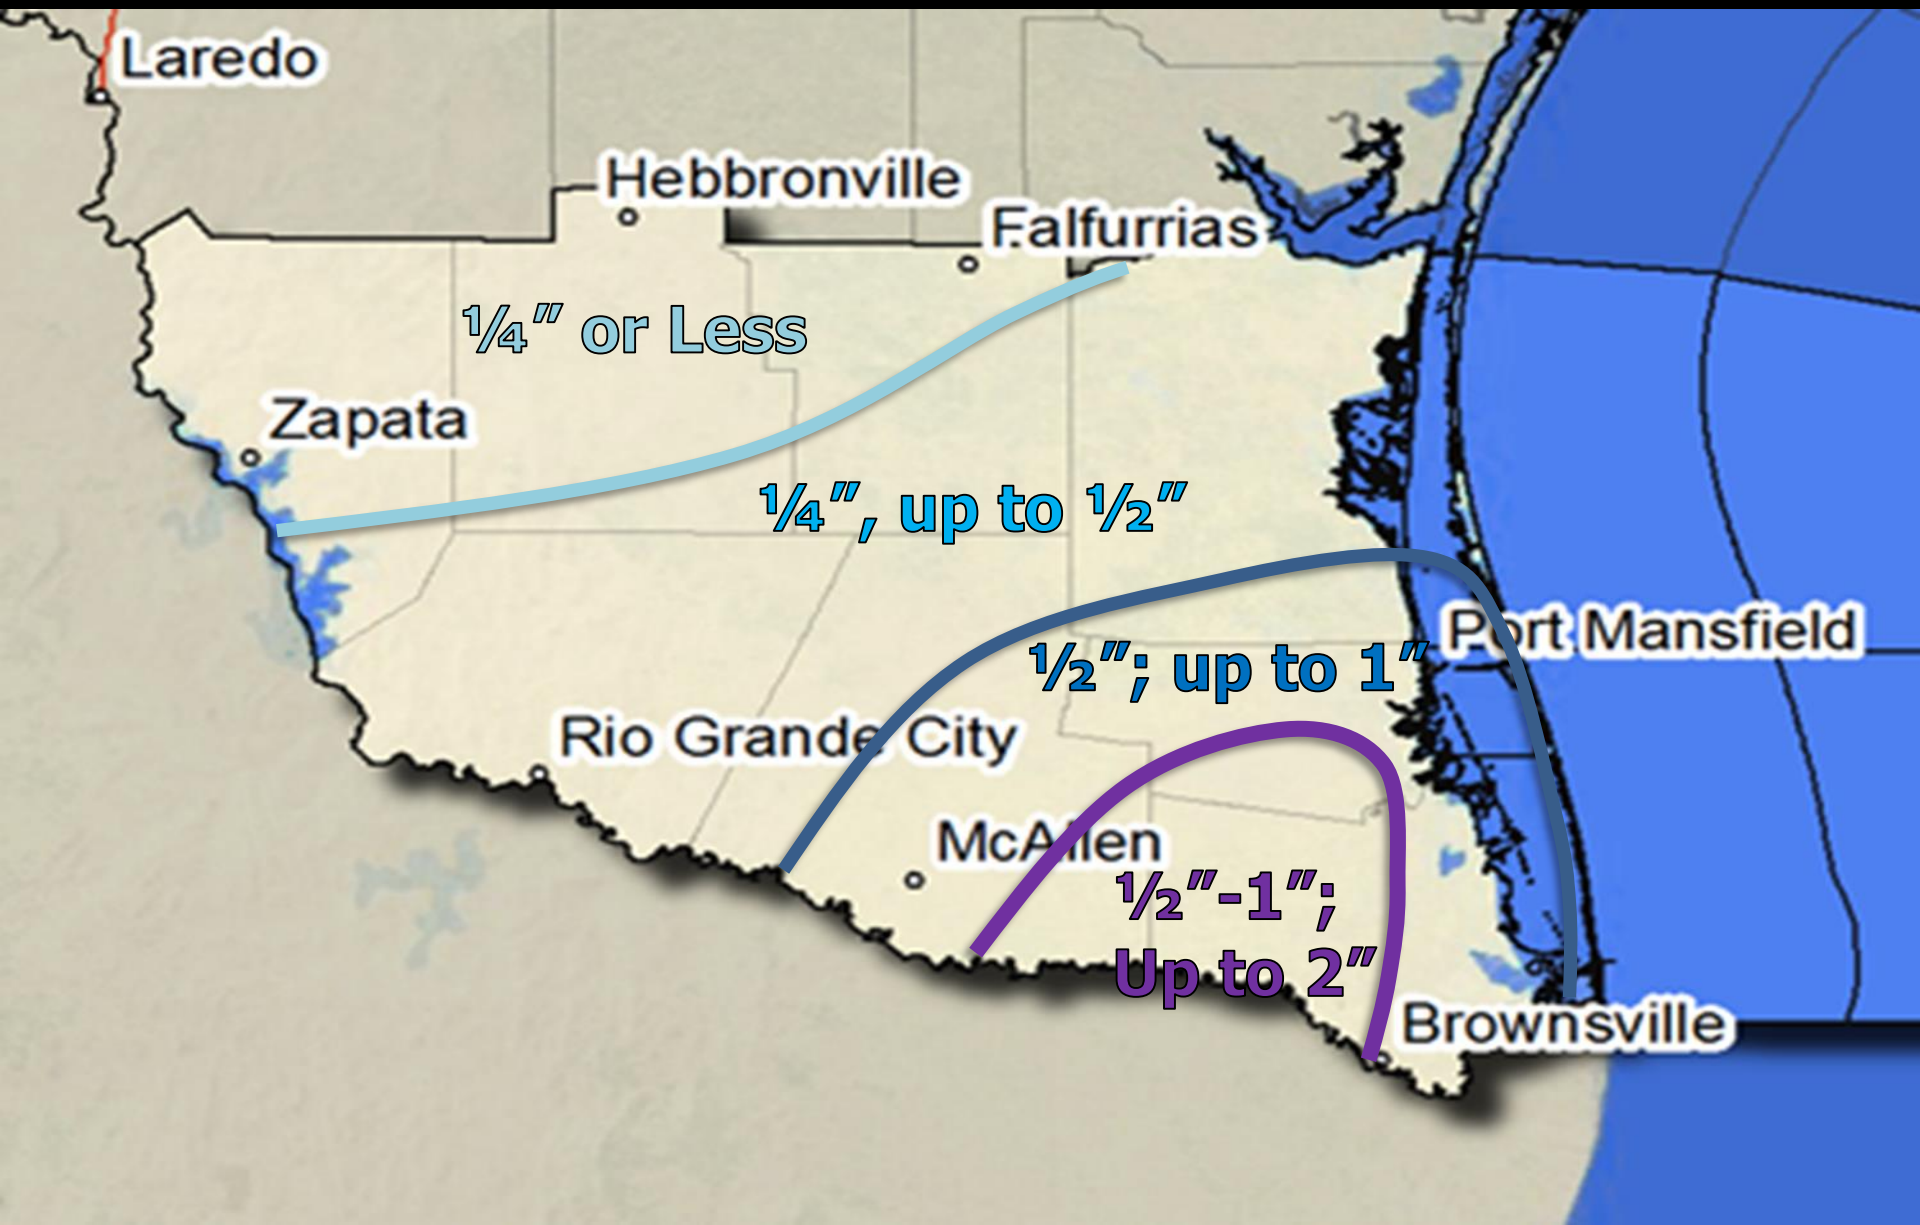 Laredo
Hebbronville
Falfurrias
¼” or Less
Zapata
¼”, up to ½”
Port Mansfield
½”; up to 1”
Rio Grande City
McAllen
½”-1”;
Up to 2”
Brownsville